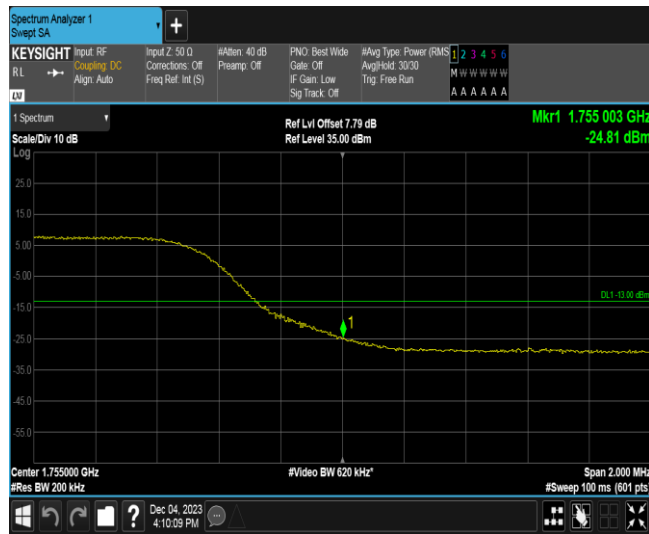 Spectrum Analyzer 1
Swept SA
+
KEYSIGHT
RL
LXI
Input: RF
Coupling: DC
Align: Auto
Input Z: 50 Ω
Corrections: Off
Freq Ref: Int (S)
#Atten: 40 dB
Preamp: Off
PNO: Best Wide
Gate: Off
IF Gain: Low
Sig Track: Off
#Avg Type: Power (RMS
Avg|Hold: 30/30
Trig: Free Run
1 2 3 4 5 6
M W W W W W
A A A A A A
1 Spectrum
Scale/Div 10 dB
Log
Ref Lvl Offset 7.79 dB
Ref Level 35.00 dBm
Mkr1 1.755 003 GHz
-24.81 dBm
25.0
15.0
5.00
-5.00
-15.0
-25.0
-35.0
-45.0
-55.0
DL1 -13.00 dBm
1
Center 1.755000 GHz
#Res BW 200 kHz
#Video BW 620 kHz*
Span 2.000 MHz
#Sweep 100 ms (601 pts
?
Dec 04, 2023
4:10:09 PM